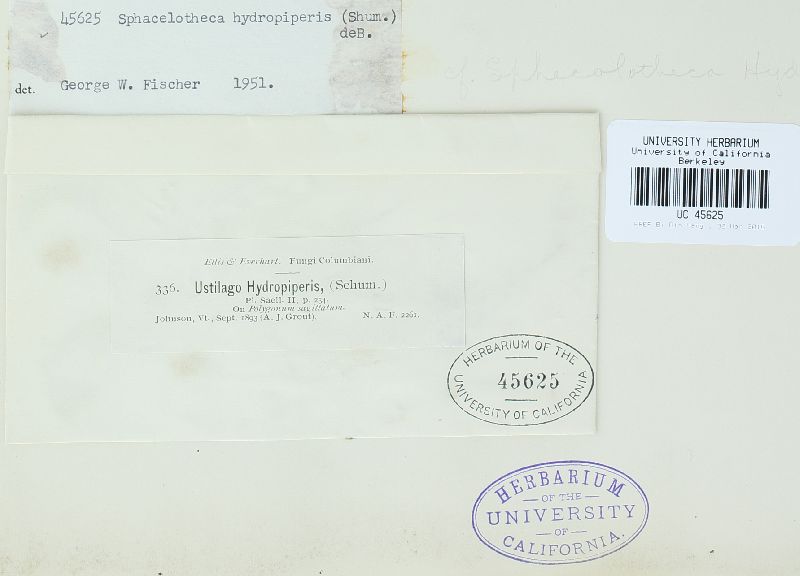 45625 Sphacelotheca hydropiperis (Shum.)
deB.
det. George W. Fischer 1951.
cf. Sphacelotheca Hyd
UNIVERSITY HERBARIUM
University of California
Berkeley
UC 45625
Ellis & Everhart. Fungi Columbiani.
336. Ustilago Hydropiperis, (Schum.)
Pl. Saell. II, p. 234.
On Polygonum sagittatum.
Johnson, Vt., Sept. 1893 (A. J. Grout). N. A. F. 2261.
HERBARIUM OF THE
45625
UNIVERSITY OF CALIFORNIA
HERBARIUM
OF THE
UNIVERSITY
OF
CALIFORNIA.